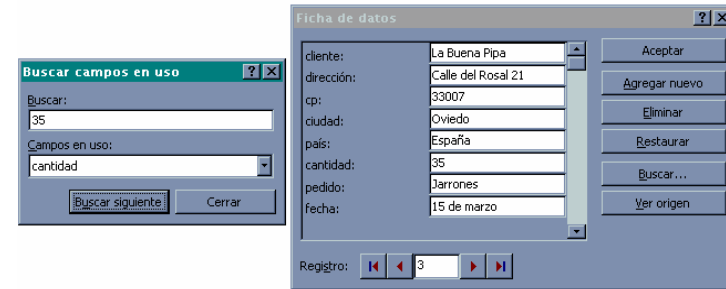 Buscar campos en uso
Buscar:
35
Campos en uso:
cantidad
Buscar siguiente
Cerrar
Ficha de datos
cliente: La Buena Pipa
dirección: Calle del Rosal 21
cp: 33007
ciudad: Oviedo
país: España
cantidad: 35
pedido: Jarrones
fecha: 15 de marzo
Registro: 3
Aceptar
Agregar nuevo
Eliminar
Restaurar
Buscar...
Ver origen